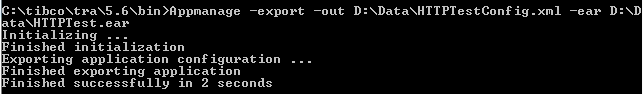 C:\tibco\tra\5.6\bin>Appmanage -export -out D:\Data\HTTPTestConfig.xml -ear D:\D
ata\HTTPTest.ear
Initializing ...
Finished initialization
Exporting application configuration ...
Finished exporting application
Finished successfully in 2 seconds